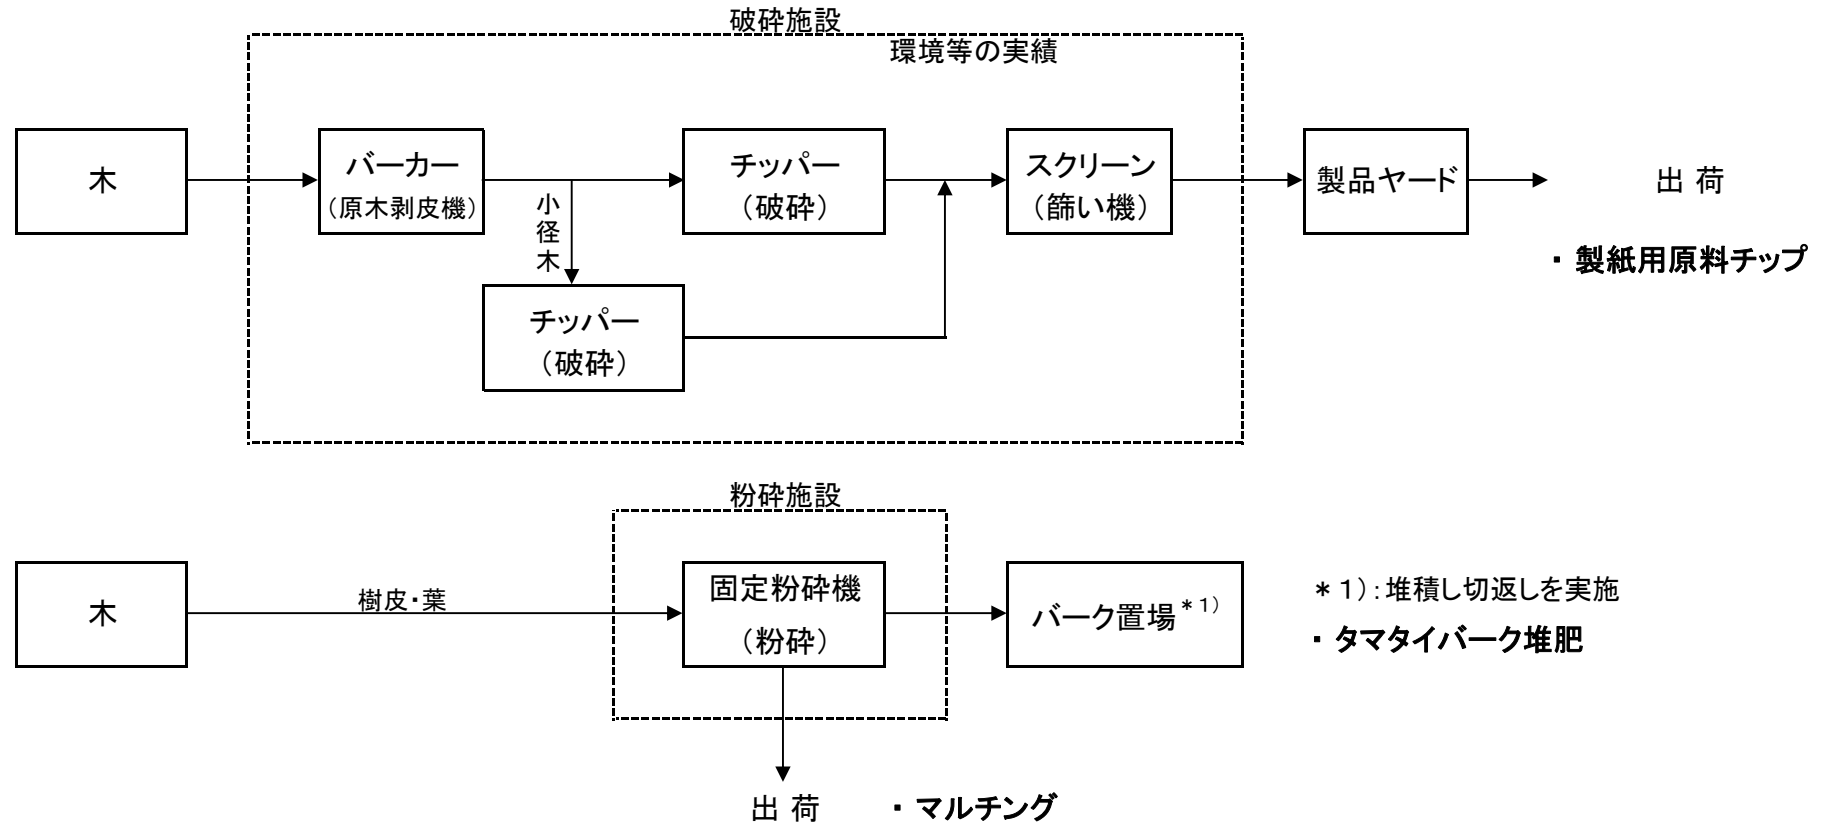 破砕施設
環境等の実績
木
バーカー
（原木剥皮機）
小径木
チッパー
（破砕）
スクリーン
（篩い機）
製品ヤード
出 荷
・ 製紙用原料チップ
チッパー
（破砕）
粉砕施設
木
樹皮・葉
固定粉砕機
（粉砕）
バーク置場＊１）
＊１）：堆積し切返しを実施
・ タマタイバーク堆肥
出 荷
・ マルチング